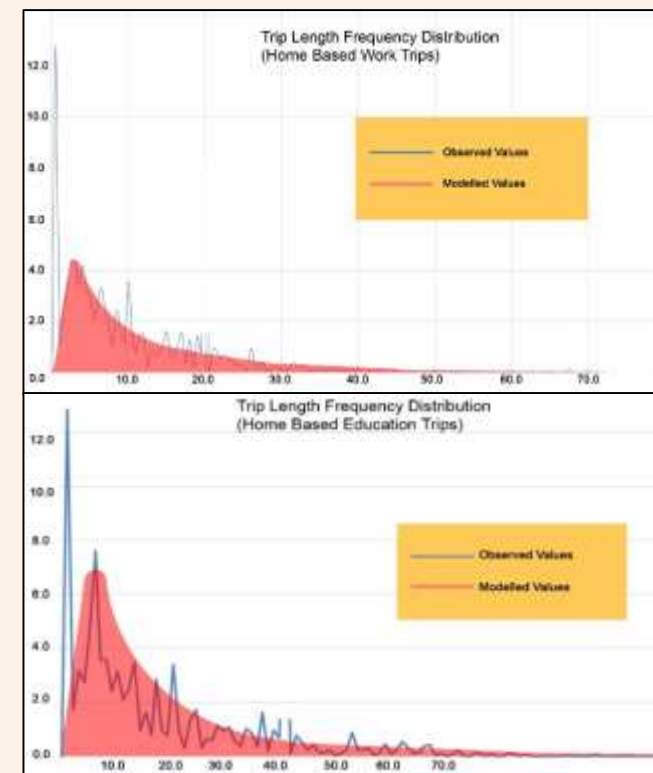 Trip Length Frequency Distribution
(Home Based Work Trips)
12.0
10.0
8.0
Observed Values
Modelled Values
6.0
4.0
2.0
0.0 10.0 20.0 30.0 40.0 50.0 60.0 70.0
Trip Length Frequency Distribution
(Home Based Education Trips)
12.0
10.0
8.0
Observed Values
Modelled Values
6.0
4.0
2.0
0.0 10.0 20.0 30.0 40.0 50.0 60.0 70.0